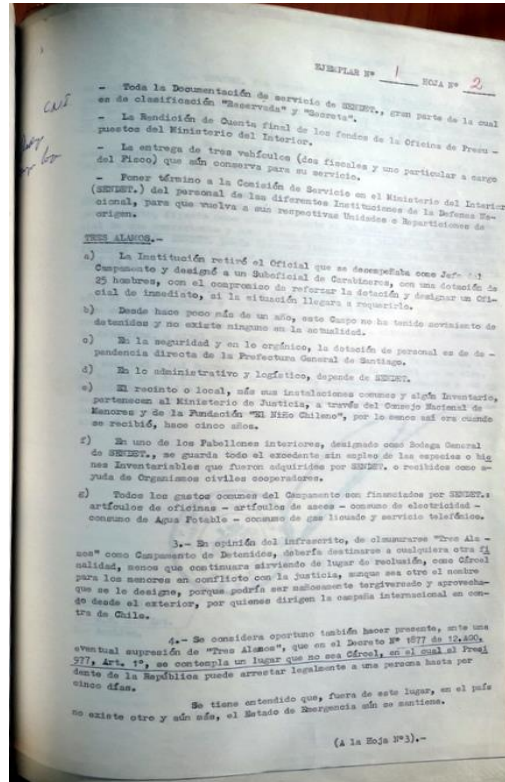 EJEMPLAR Nº 1 HOJA Nº 2
CNI
- Toda la Documentación de servicio de SENDET., gran parte de la cual
es de clasificación "Reservada" y "Secreta".
- La Rendición de Cuenta final de los fondos de la Oficina de Presu -
puestos del Ministerio del Interior.
- La entrega de tres vehículos (dos fiscales y uno particular a cargo
del Fisco) que aún conserva para su servicio.
- Poner término a la Comisión de Servicio en el Ministerio del Interior
(SENDET.) del personal de las diferentes Instituciones de la Defensa Na-
cional, para que vuelva a sus respectivas Unidades o Reparticiones de
origen.
TRES ALAMOS.-
a) La Institución retiró el Oficial que se desempeñaba como Jefe del
Campamento y designó a un Suboficial de Carabineros, con una dotación de
25 hombres, con el compromiso de reforzar la dotación y designar un Ofi-
cial de inmediato, si la situación llegara a requerirlo.
b) Desde hace poco más de un año, este Campo no ha tenido movimiento de
detenidos y no existe ninguno en la actualidad.
c) En la seguridad y en lo orgánico, la dotación de personal es de de -
pendencia directa de la Prefectura General de Santiago.
d) En lo administrativo y logístico, depende de SENDET.
e) El recinto o local, más sus instalaciones comunes y algún Inventario,
pertenecen al Ministerio de Justicia, a través del Consejo Nacional de
Menores y de la Fundación "El Niño Chileno", por lo menos así era cuando
se recibió, hace cinco años.
f) En uno de los Pabellones interiores, designado como Bodega General
de SENDET., se guarda todo el excedente sin empleo de las especies o bie
nes Inventariables que fueron adquiridos por SENDET. o recibidos como a-
yuda de Organismos civiles cooperadores.
g) Todos los gastos comunes del Campamento son financiados por SENDET.:
artículos de oficinas - artículos de aseo - consumo de electricidad -
consumo de Agua Potable - consumo de gas licuado y servicio telefónico.
3.- En opinión del infrascrito, de clausurarse "Tres Ala -
mos" como Campamento de Detenidos, debería destinarse a cualquiera otra fi
nalidad, menos que continuara sirviendo de lugar de reclusión, como Cárcel
para los menores en conflicto con la justicia, aunque sea otro el nombre
que se le designe, porque podría ser mañosamente tergiversado y aprovecha-
do desde el exterior, por quienes dirigen la campaña internacional en con-
tra de Chile.
4.- Se considera oportuno también hacer presente, ante una
eventual supresión de "Tres Alamos", que en el Decreto Nº 1877 de 12.AGO.
977, Art. 1º, se contempla un lugar que no sea Cárcel, en el cual el Presi
dente de la República puede arrestar legalmente a una persona hasta por
cinco días.
Se tiene entendido que, fuera de este lugar, en el país
no existe otro y aún más, el Estado de Emergencia aún se mantiene.
(A la Hoja Nº3).-